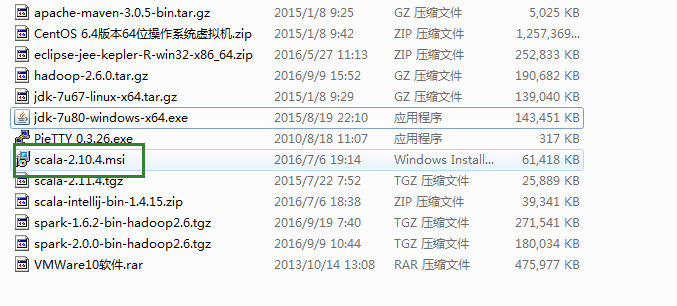 apache-maven-3.0.5-bin.tar.gz 2015/1/8 9:25 GZ 压缩文件 5,025 KB
CentOS 6.4版本64位操作系统虚拟机.zip 2015/1/8 9:41 ZIP 压缩文件 1,257,369...
eclipse-jee-kepler-R-win32-x86_64.zip 2016/5/27 11:13 ZIP 压缩文件 252,833 KB
hadoop-2.6.0.tar.gz 2016/9/9 15:52 GZ 压缩文件 190,682 KB
jdk-7u67-linux-x64.tar.gz 2015/1/8 9:29 GZ 压缩文件 139,040 KB
jdk-7u80-windows-x64.exe 2015/8/19 22:10 应用程序 143,451 KB
PieTTY 0.3.26.exe 2010/8/18 11:07 应用程序 317 KB
scala-2.10.4.msi 2016/7/6 19:14 Windows Install... 61,418 KB
scala-2.11.4.tgz 2015/7/22 7:52 TGZ 压缩文件 25,889 KB
scala-intellij-bin-1.4.15.zip 2016/7/6 18:38 ZIP 压缩文件 39,341 KB
spark-1.6.2-bin-hadoop2.6.tgz 2016/9/19 7:40 TGZ 压缩文件 271,541 KB
spark-2.0.0-bin-hadoop2.6.tgz 2016/9/9 10:44 TGZ 压缩文件 180,034 KB
VMWare10软件.rar 2013/10/14 13:08 RAR 压缩文件 475,977 KB